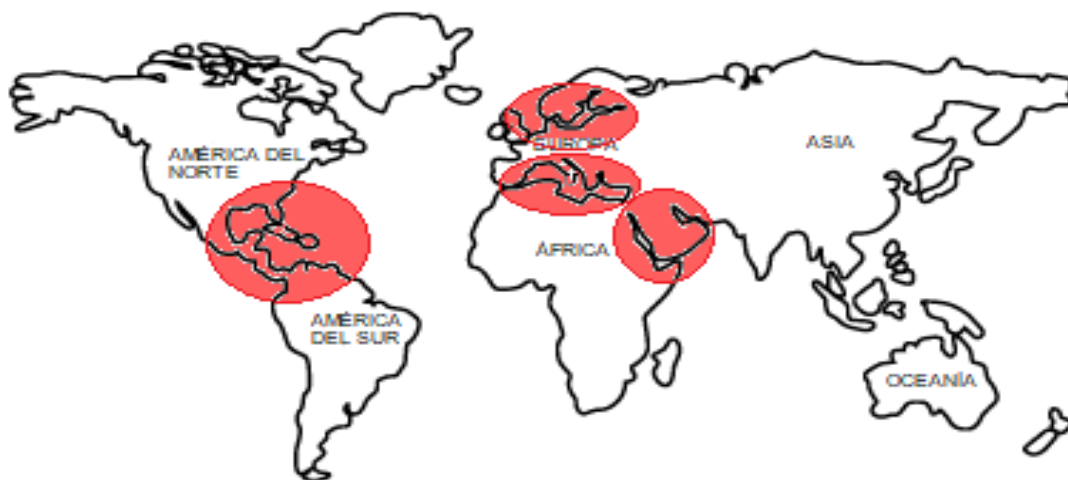 AMÉRICA DEL
NORTE
EUROPA
ASIA
ÁFRICA
AMÉRICA
DEL SUR
OCEANÍA